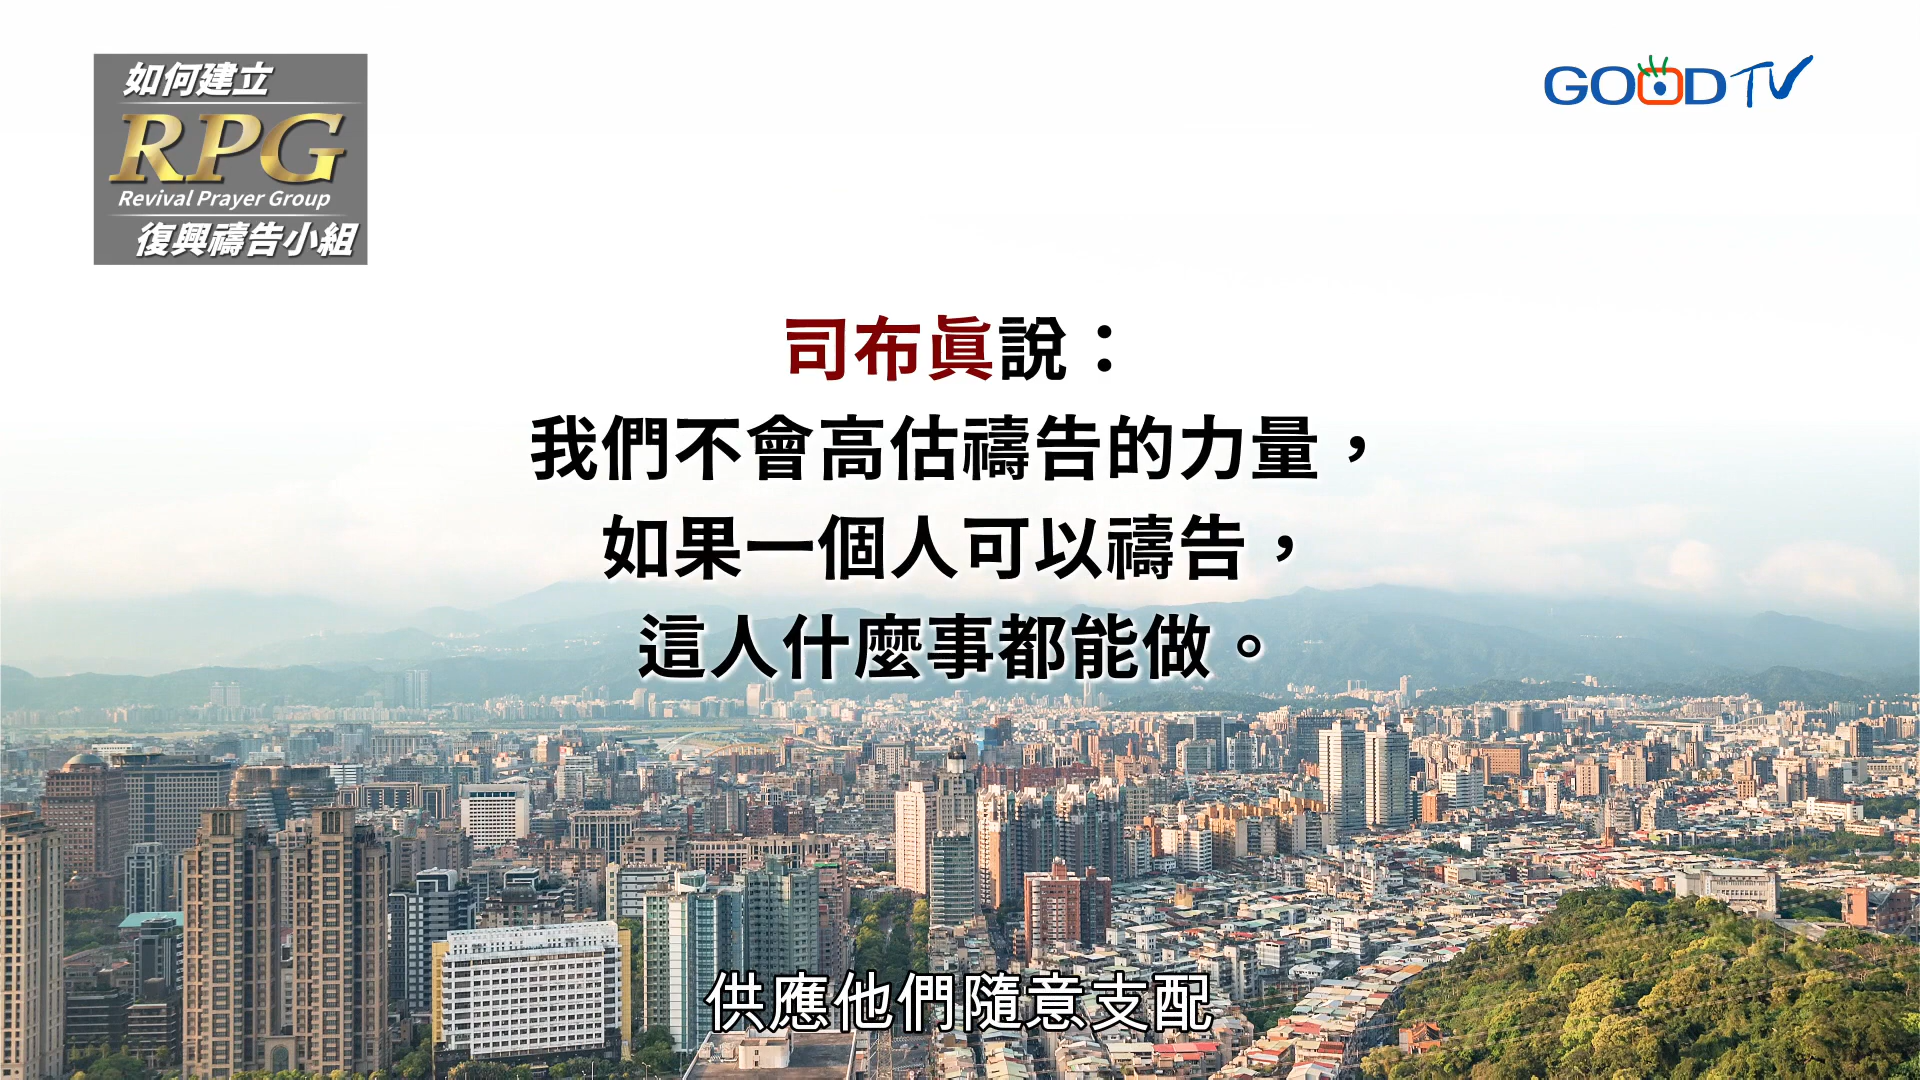 如何建立
RPG
Revival Prayer Group
復興禱告小組
GOOD TV
司布真說：
我們不會高估禱告的力量，
如果一個人可以禱告，
這人什麼事都能做。
供應他們隨意支配